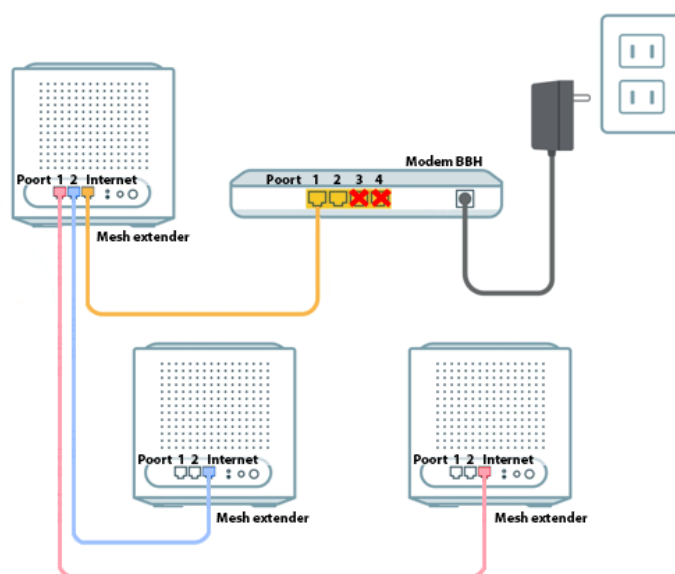 Modem BBH
Poort 1 2 3 4
Poort 1 2 Internet
Mesh extender
Poort 1 2 Internet
Mesh extender
Poort 1 2 Internet
Mesh extender